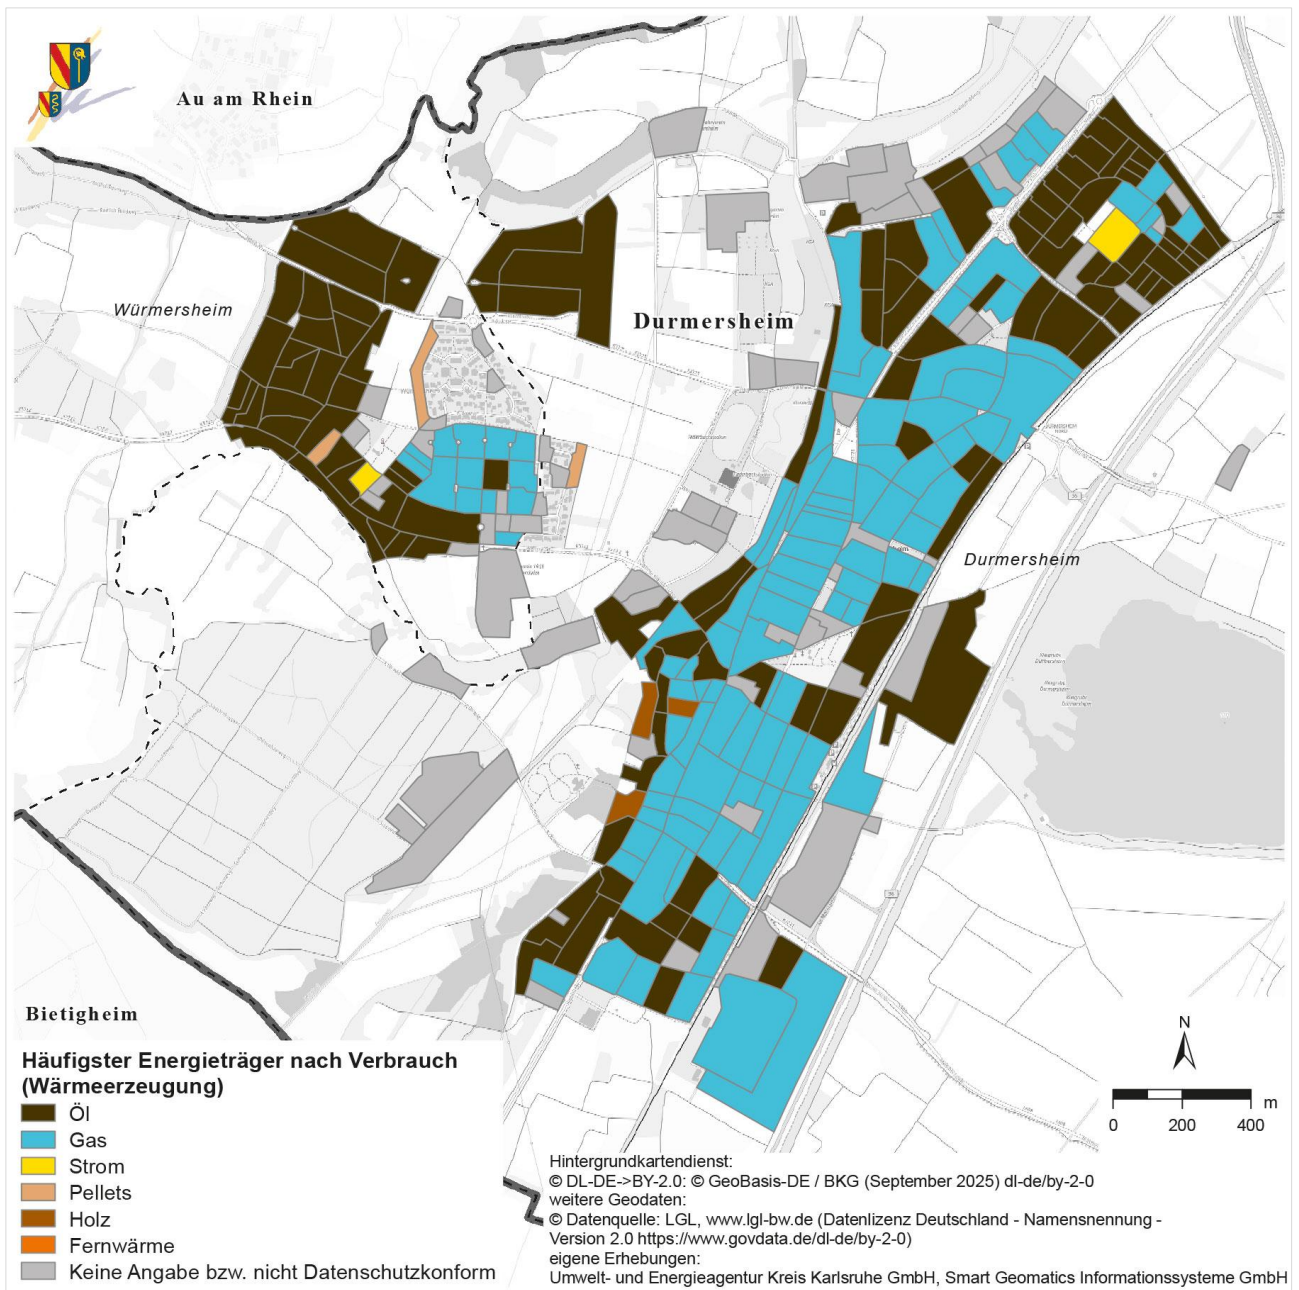 Au am Rhein
Würmersheim
Durmersheim
Durmersheim
Bietigheim
Häufigster Energieträger nach Verbrauch
(Wärmeerzeugung)
Öl
Gas
Strom
Pellets
Holz
Fernwärme
Keine Angabe bzw. nicht Datenschutzkonform
N
m
0 200 400
Hintergrundkartendienst:
© DL-DE->BY-2.0: © GeoBasis-DE / BKG (September 2025) dl-de/by-2-0
weitere Geodaten:
© Datenquelle: LGL, www.lgl-bw.de (Datenlizenz Deutschland - Namensnennung -
Version 2.0 https://www.govdata.de/dl-de/by-2-0)
eigene Erhebungen:
Umwelt- und Energieagentur Kreis Karlsruhe GmbH, Smart Geomatics Informationssysteme GmbH